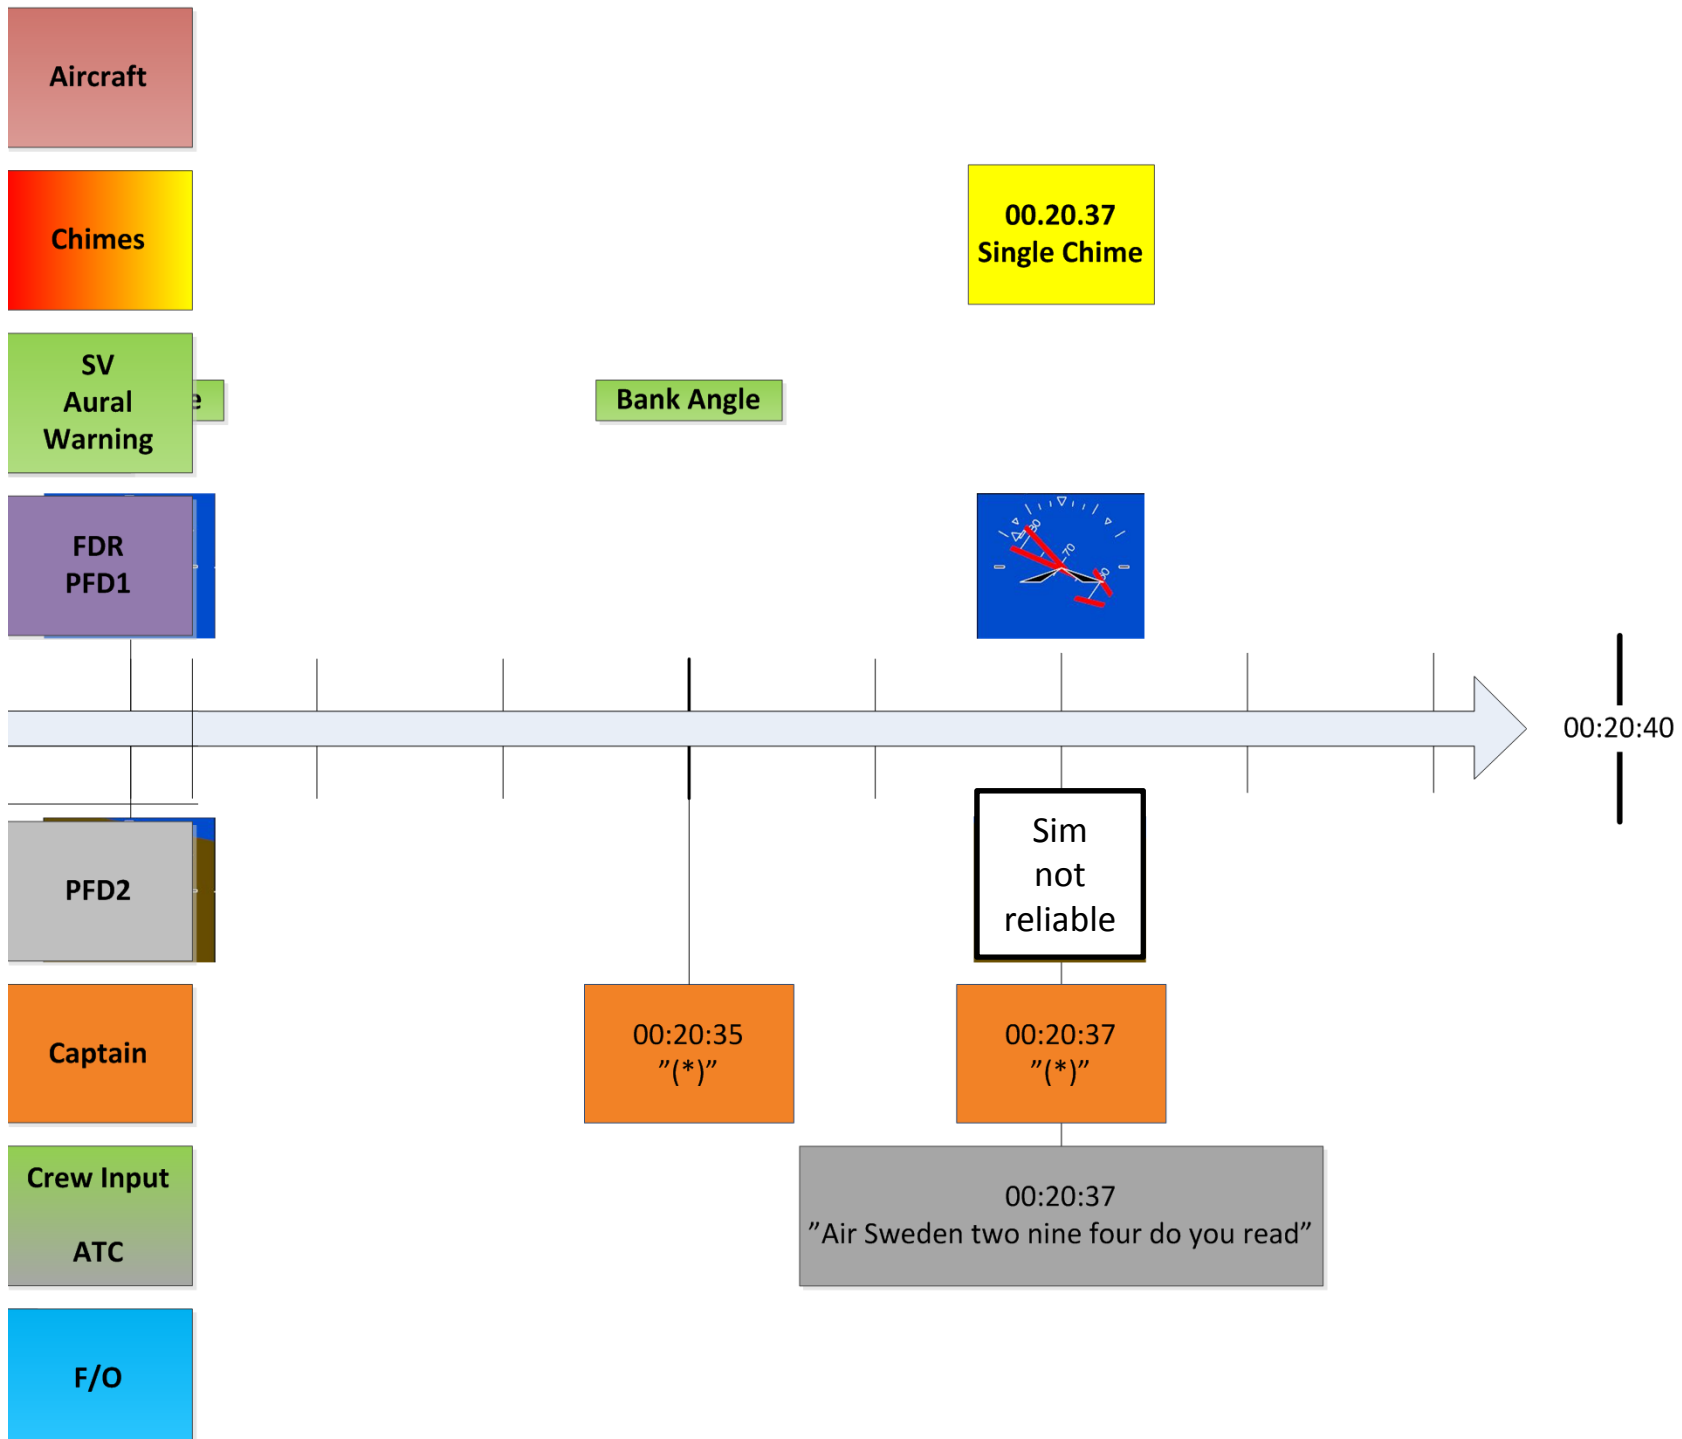 Aircraft
Chimes
00.20.37
Single Chime
SV
Aural
Warning
e
Bank Angle
FDR
PFD1
70
00:20:40
PFD2
Sim
not
reliable
Captain
00:20:35
”(*)”
00:20:37
”(*)”
Crew Input
ATC
00:20:37
”Air Sweden two nine four do you read”
F/O